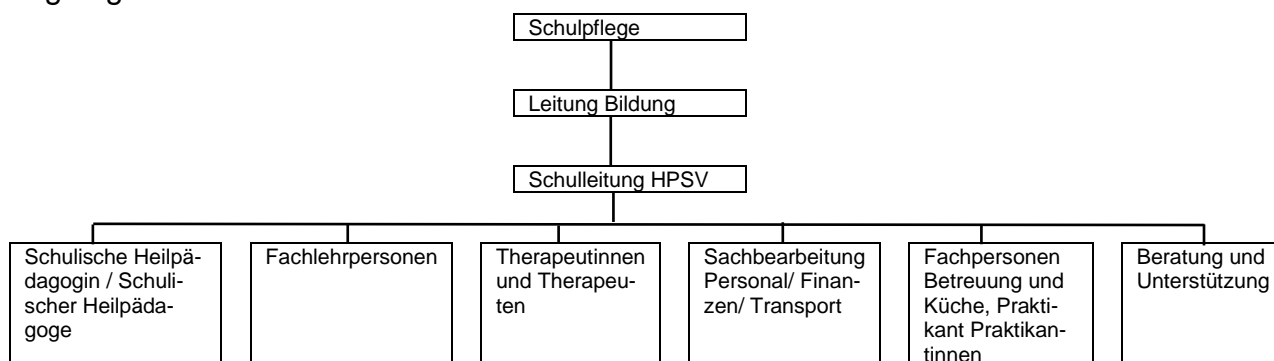 Schulpflege
Leitung Bildung
Schulleitung HPSV
Schulische Heilpä-
dagogin / Schuli-
scher Heilpäda-
goge
Fachlehrpersonen
Therapeutinnen
und Therapeu-
ten
Sachbearbeitung
Personal/ Finan-
zen/ Transport
Fachpersonen
Betreuung und
Küche, Prakti-
kant Praktikan-
tinnen
Beratung und
Unterstützung